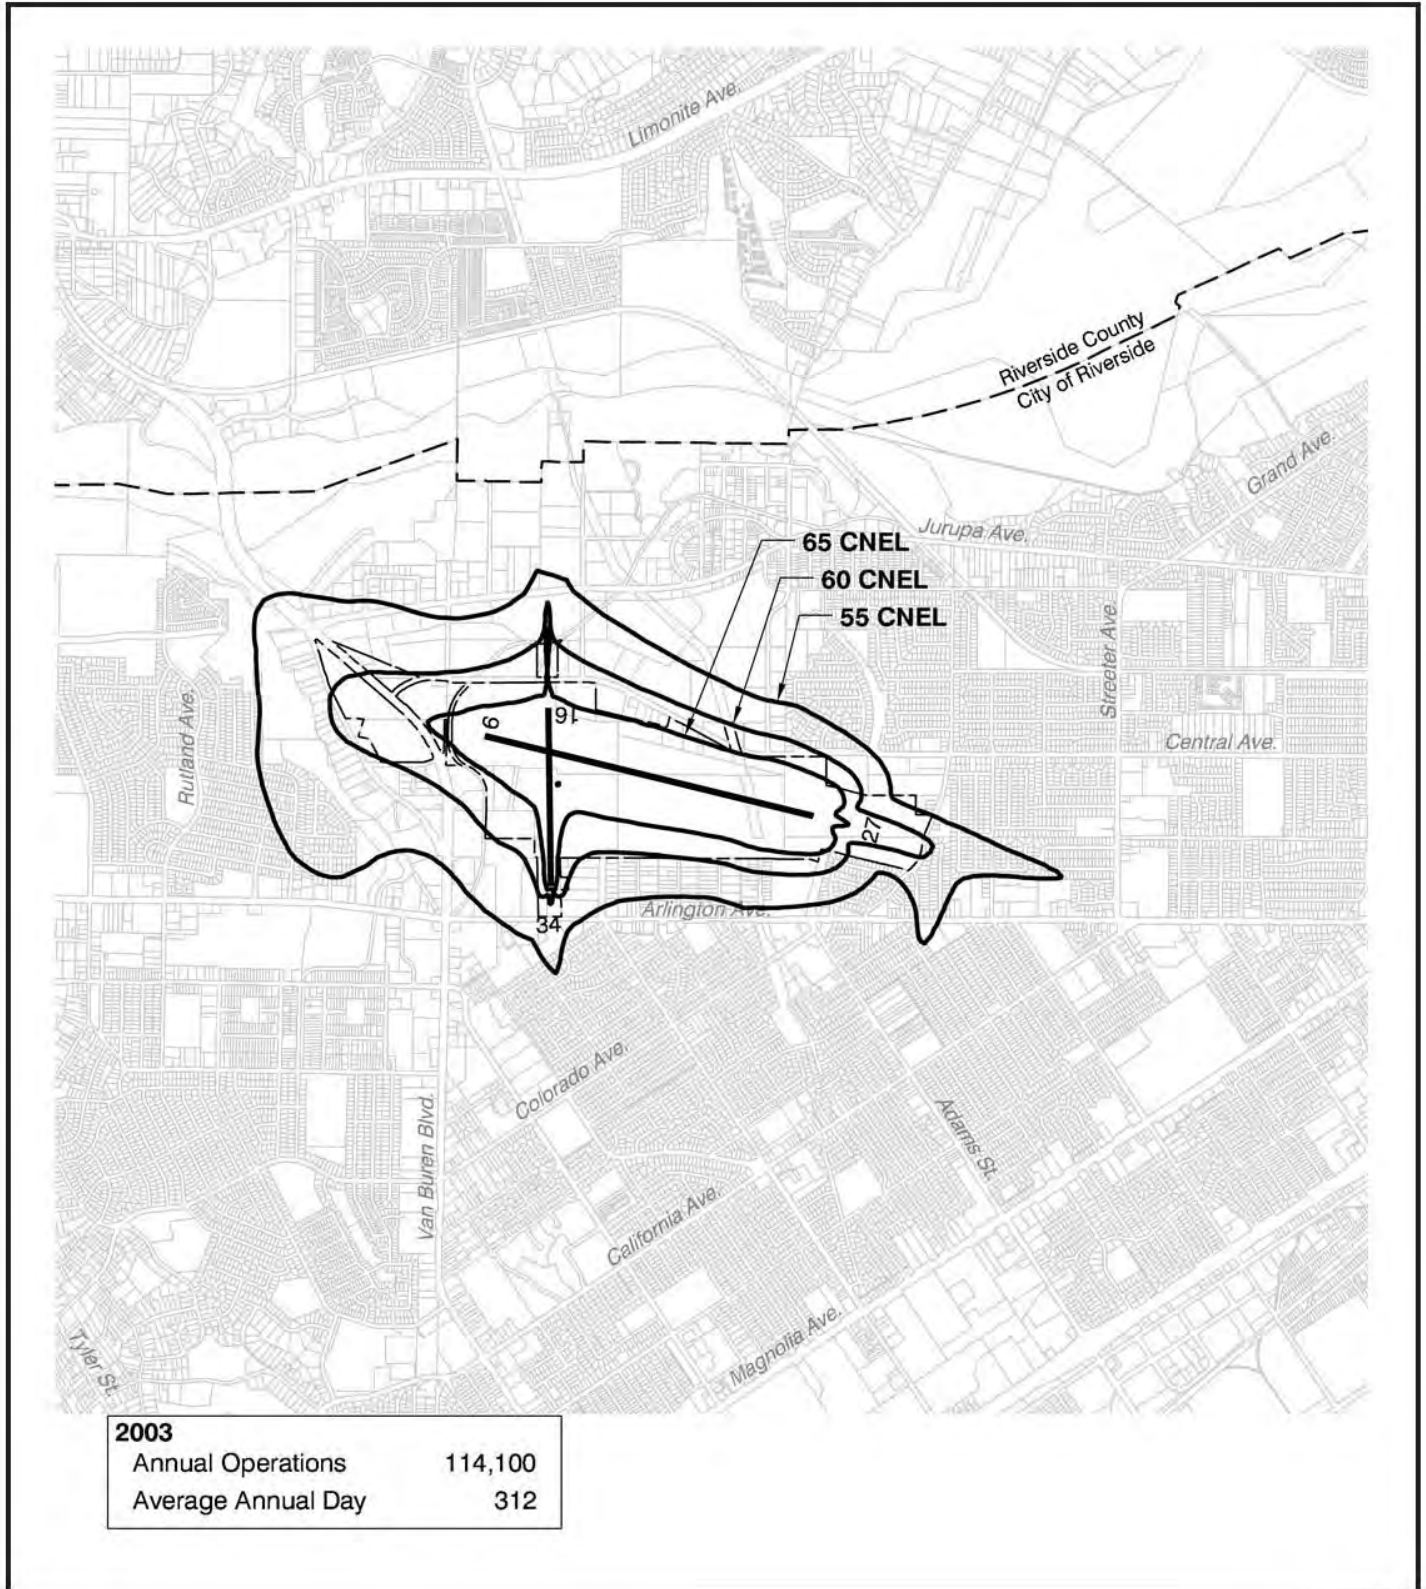 Limonite Ave.
Riverside County
City of Riverside
Grand Ave.
Jurupa Ave.
65 CNEL
60 CNEL
55 CNEL
Streeter Ave.
Rutland Ave.
9
16
Central Ave.
27
Arlington Ave.
34
Colorado Ave.
Van Buren Blvd.
Adams St.
California Ave.
Magnolia Ave.
Tyler St.
2003
Annual Operations 114,100
Average Annual Day 312